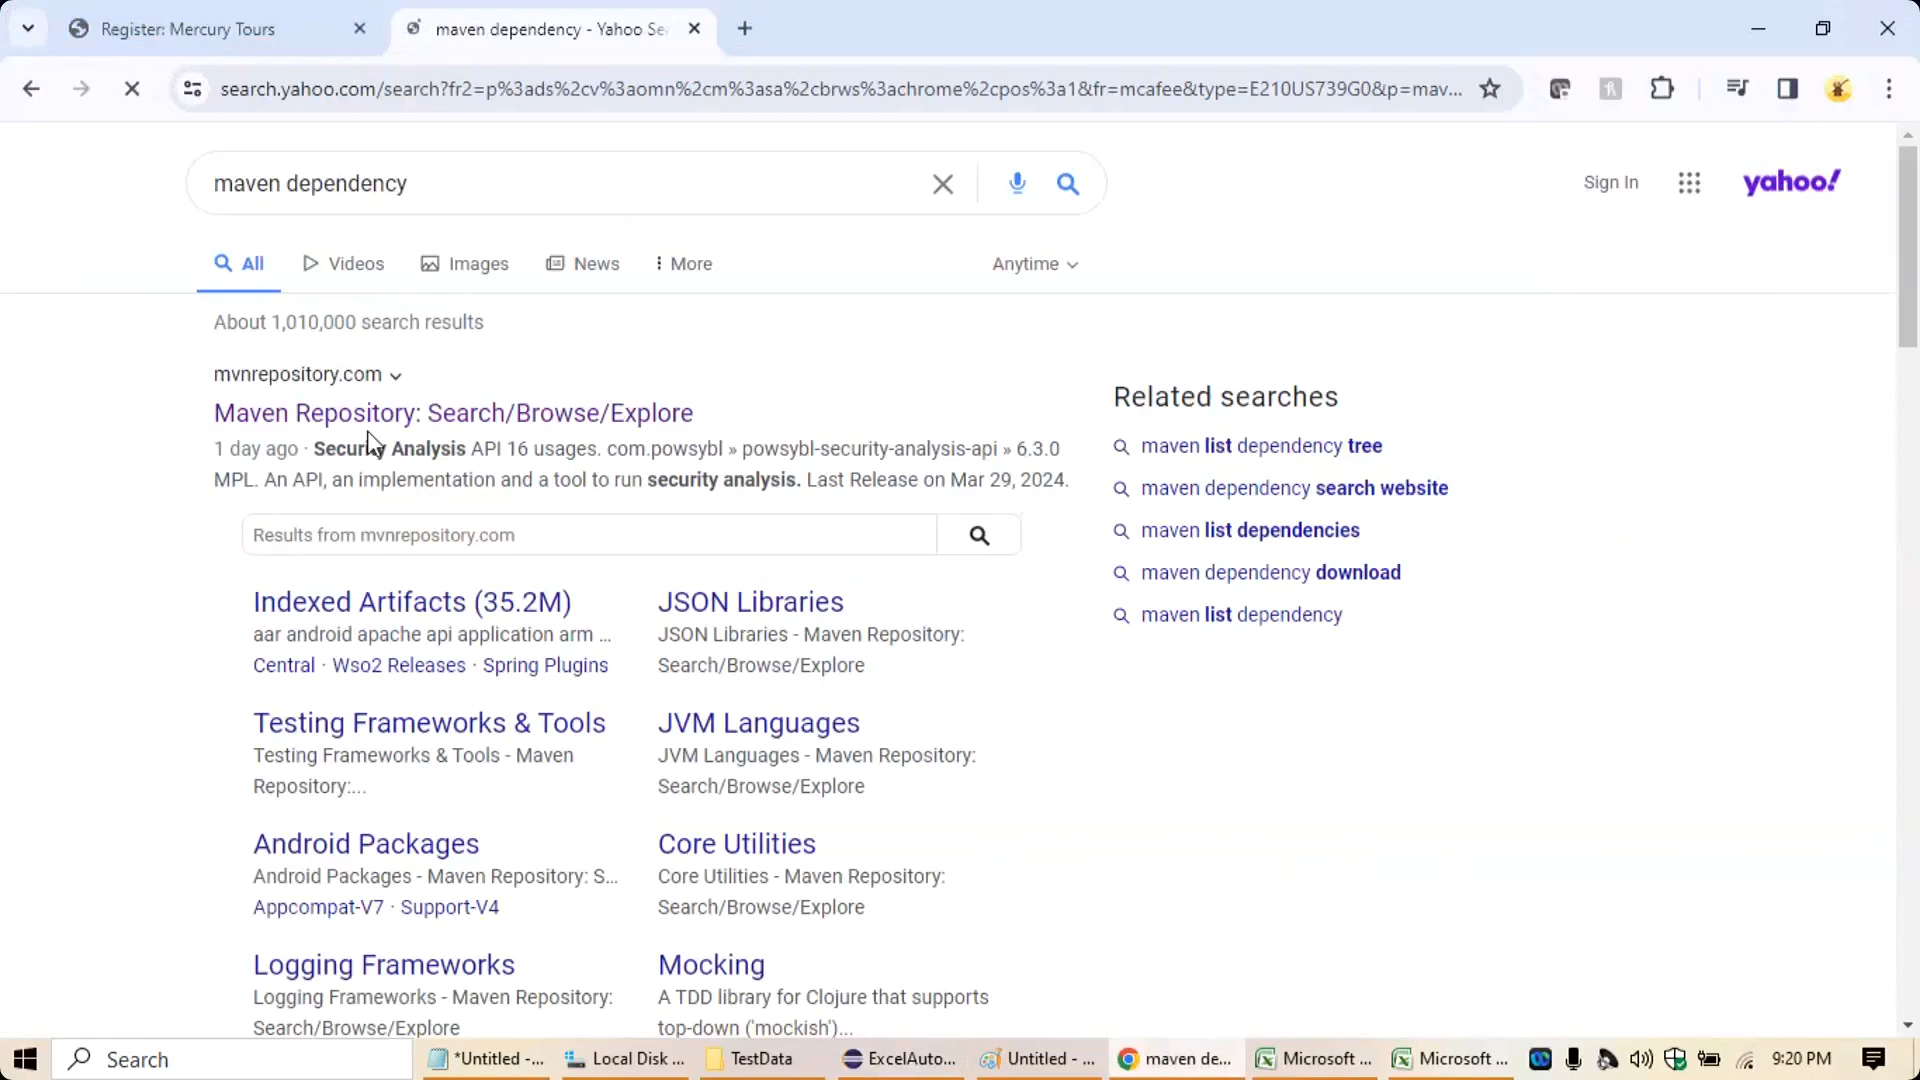 Register: Mercury Tours
maven dependency - Yahoo Se
search.yahoo.com/search?fr2=p%3ads%2cv%3aomn%2cm%3asa%2cbrws%3achrome%2cpos%3a1&fr=mcafee&type=E210US739G0&p=mav...
maven dependency
Sign In
yahoo!
All
Videos
Images
News
More
Anytime
About 1,010,000 search results
mvnrepository.com
Maven Repository: Search/Browse/Explore
1 day ago · Security Analysis API 16 usages. com.powsybl » powsybl-security-analysis-api » 6.3.0
MPL. An API, an implementation and a tool to run security analysis. Last Release on Mar 29, 2024.
Results from mvnrepository.com
Indexed Artifacts (35.2M)
aar android apache api application arm ...
Central · Wso2 Releases · Spring Plugins
JSON Libraries
JSON Libraries - Maven Repository:
Search/Browse/Explore
Testing Frameworks & Tools
Testing Frameworks & Tools - Maven
Repository:...
JVM Languages
JVM Languages - Maven Repository:
Search/Browse/Explore
Android Packages
Android Packages - Maven Repository: S...
Appcompat-V7 · Support-V4
Core Utilities
Core Utilities - Maven Repository:
Search/Browse/Explore
Logging Frameworks
Logging Frameworks - Maven Repository:
Search/Browse/Explore
Mocking
A TDD library for Clojure that supports
top-down ('mockish')...
Related searches
maven list dependency tree
maven dependency search website
maven list dependencies
maven dependency download
maven list dependency
Search
*Untitled -...
Local Disk ...
TestData
ExcelAuto...
Untitled - ...
maven de...
Microsoft ...
Microsoft ...
9:20 PM